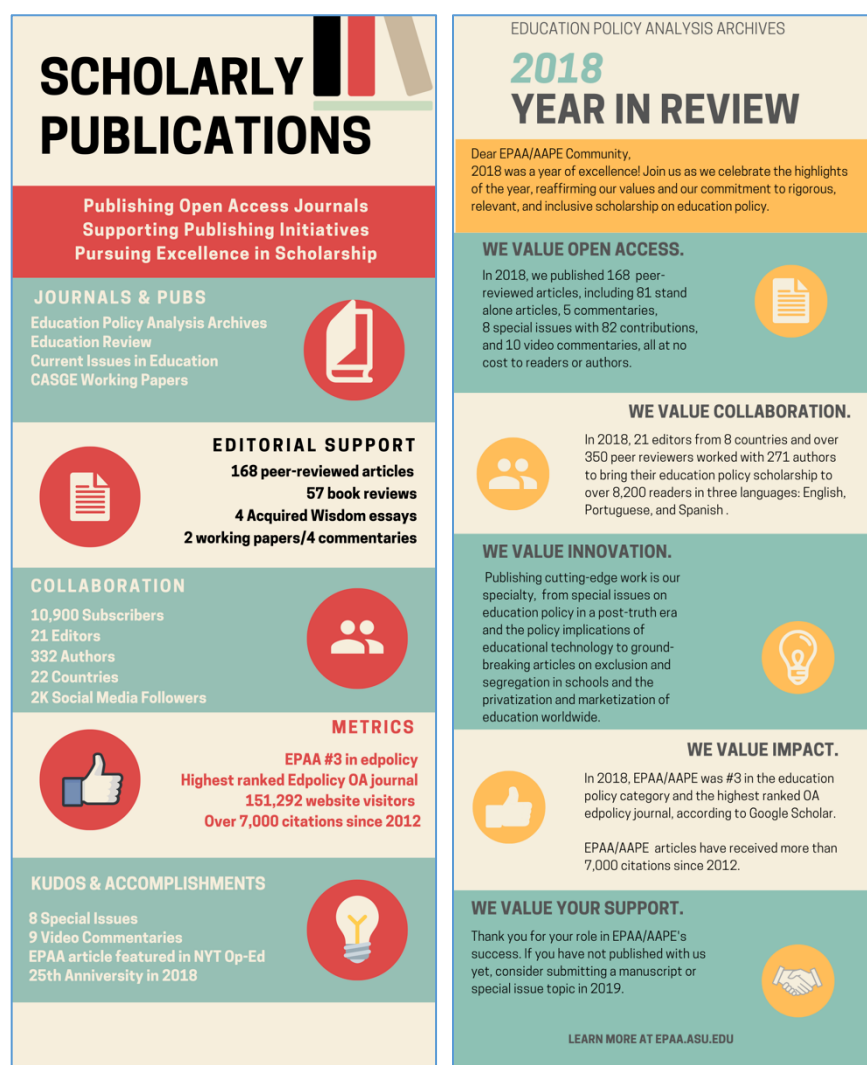 SCHOLARLY
PUBLICATIONS
Publishing Open Access Journals
Supporting Publishing Initiatives
Pursuing Excellence in Scholarship
JOURNALS & PUBS
Education Policy Analysis Archives
Education Review
Current Issues in Education
CASGE Working Papers
EDITORIAL SUPPORT
168 peer-reviewed articles
57 book reviews
4 Acquired Wisdom essays
2 working papers/4 commentaries
COLLABORATION
10,900 Subscribers
21 Editors
332 Authors
22 Countries
2K Social Media Followers
METRICS
EPAA #3 in edpolicy
Highest ranked Edpolicy OA journal
151,292 website visitors
Over 7,000 citations since 2012
KUDOS & ACCOMPLISHMENTS
8 Special Issues
9 Video Commentaries
EPAA article featured in NYT Op-Ed
25th Anniversity in 2018
EDUCATION POLICY ANALYSIS ARCHIVES
2018
YEAR IN REVIEW
Dear EPAA/AAPE Community,
2018 was a year of excellence! Join us as we celebrate the highlights
of the year, reaffirming our values and our commitment to rigorous,
relevant, and inclusive scholarship on education policy.
WE VALUE OPEN ACCESS.
In 2018, we published 168 peer-
reviewed articles, including 81 stand
alone articles, 5 commentaries,
8 special issues with 82 contributions,
and 10 video commentaries, all at no
cost to readers or authors.
WE VALUE COLLABORATION.
In 2018, 21 editors from 8 countries and over
350 peer reviewers worked with 271 authors
to bring their education policy scholarship to
over 8,200 readers in three languages: English,
Portuguese, and Spanish .
WE VALUE INNOVATION.
Publishing cutting-edge work is our
specialty, from special issues on
education policy in a post-truth era
and the policy implications of
educational technology to ground-
breaking articles on exclusion and
segregation in schools and the
privatization and marketization of
education worldwide.
WE VALUE IMPACT.
In 2018, EPAA/AAPE was #3 in the education
policy category and the highest ranked OA
edpolicy journal, according to Google Scholar.
EPAA/AAPE articles have received more than
7,000 citations since 2012.
WE VALUE YOUR SUPPORT.
Thank you for your role in EPAA/AAPE's
success. If you have not published with us
yet, consider submitting a manuscript or
special issue topic in 2019.
LEARN MORE AT EPAA.ASU.EDU